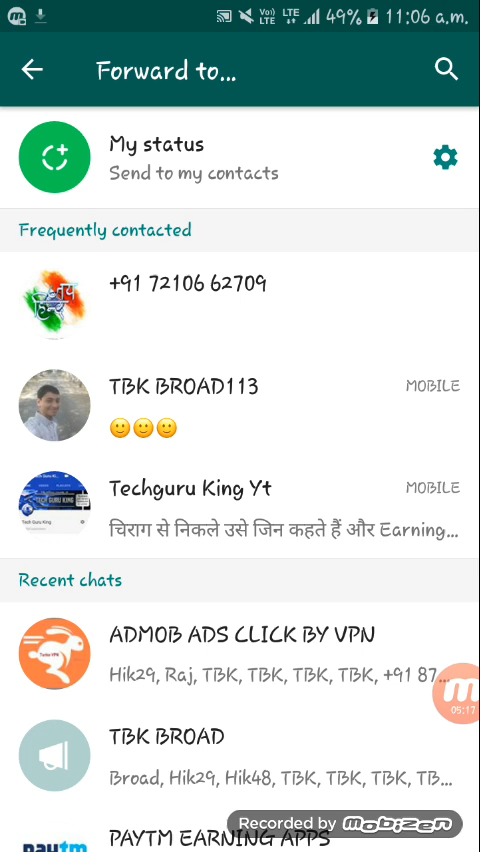 49% 11:06 a.m.
Forward to...
My status
Send to my contacts
Frequently contacted
+91 72106 62709
TBK BROAD113
MOBILE
Techguru King Yt
MOBILE
चिराग से निकले उसे जिन कहते हैं और Earning...
Recent chats
ADMOB ADS CLICK BY VPN
Hik29, Raj, TBK, TBK, TBK, TBK, +91 87...
05:17
TBK BROAD
Broad, Hik29, Hik48, TBK, TBK, TBK, TB...
Recorded by MOBIZEN
PAYTM EARNING APPS
paytm